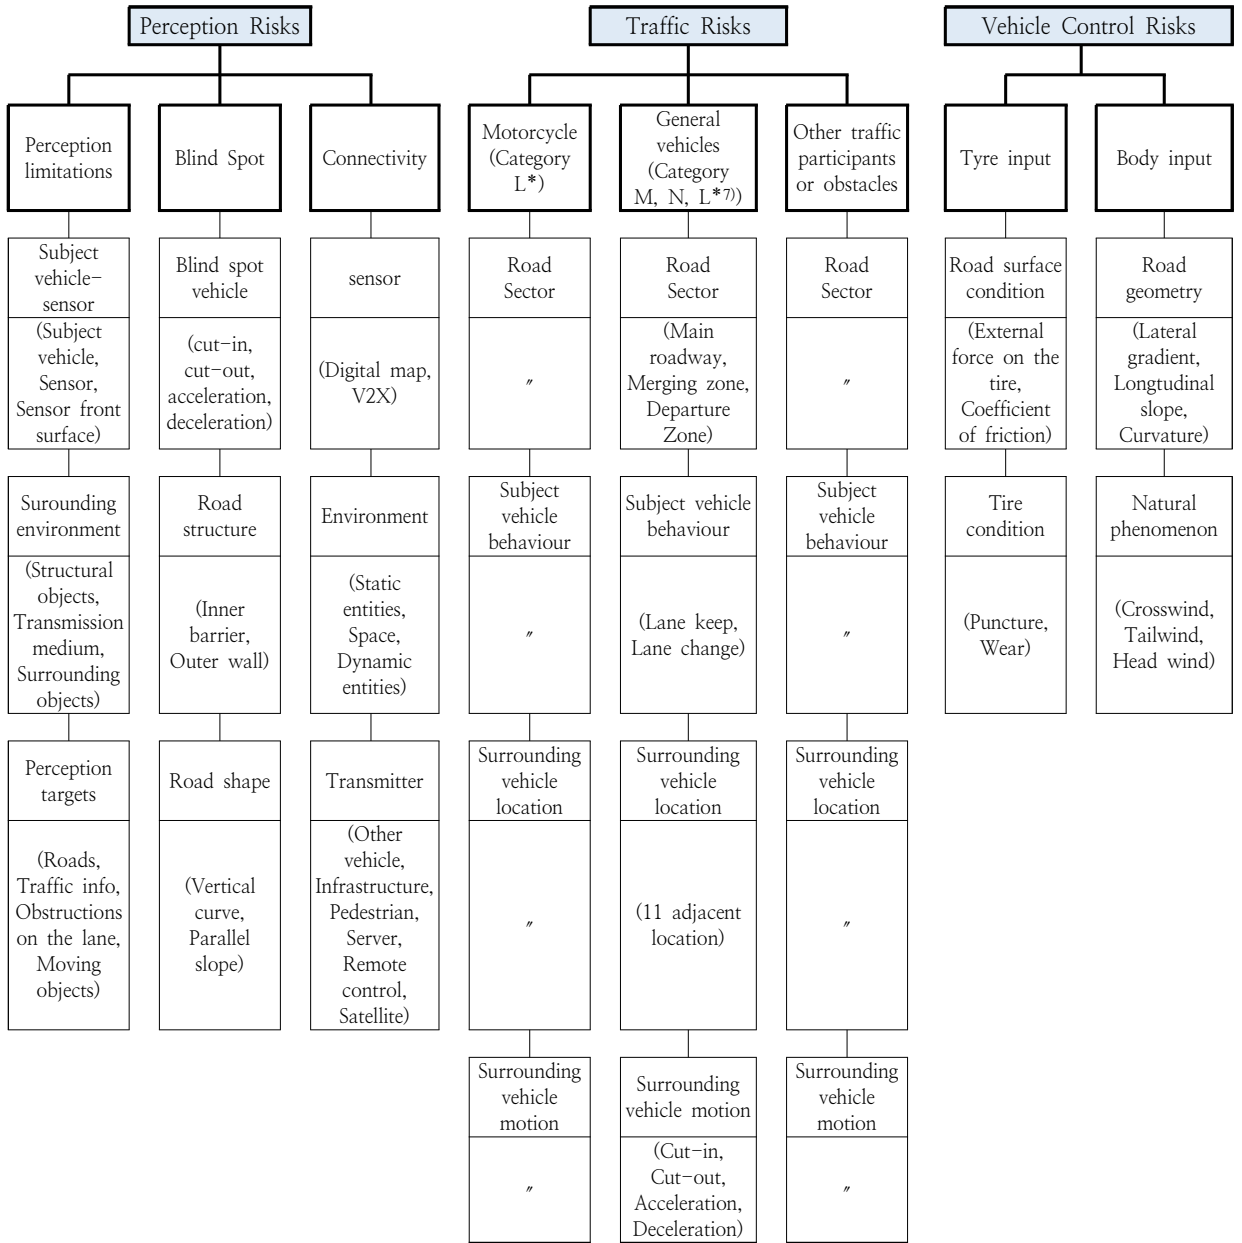 Perception Risks
Perception
limitations
Subject
vehicle-
sensor
(Subject
vehicle,
Sensor,
Sensor front
surface)
Surounding
environment
(Structural
objects,
Transmission
medium,
Surrounding
objects)
Perception
targets
(Roads,
Traffic info,
Obstructions
on the lane,
Moving
objects)
Blind Spot
Blind spot
vehicle
(cut-in,
cut-out,
acceleration,
deceleration)
Road
structure
(Inner
barrier,
Outer wall)
Road shape
(Vertical
curve,
Parallel
slope)
Connectivity
sensor
(Digital map,
V2X)
Environment
(Static
entities,
Space,
Dynamic
entities)
Transmitter
(Other
vehicle,
Infrastructure,
Pedestrian,
Server,
Remote
control,
Satellite)
Traffic Risks
Motorcycle
(Category
L*)
Road
Sector
〃
Subject
vehicle
behaviour
〃
Surrounding
vehicle
location
〃
Surrounding
vehicle
motion
〃
General
vehicles
(Category
M, N, L*7))
Road
Sector
(Main
roadway,
Merging zone,
Departure
Zone)
Subject vehicle
behaviour
(Lane keep,
Lane change)
Surrounding
vehicle
location
(11 adjacent
location)
Surrounding
vehicle motion
(Cut-in,
Cut-out,
Acceleration,
Deceleration)
Other traffic
participants
or obstacles
Road
Sector
〃
Subject
vehicle
behaviour
〃
Surrounding
vehicle
location
〃
Surrounding
vehicle
motion
〃
Vehicle Control Risks
Tyre input
Road surface
condition
(External
force on the
tire,
Coefficient
of friction)
Tire
condition
(Puncture,
Wear)
Body input
Road
geometry
(Lateral
gradient,
Longtudinal
slope,
Curvature)
Natural
phenomenon
(Crosswind,
Tailwind,
Head wind)